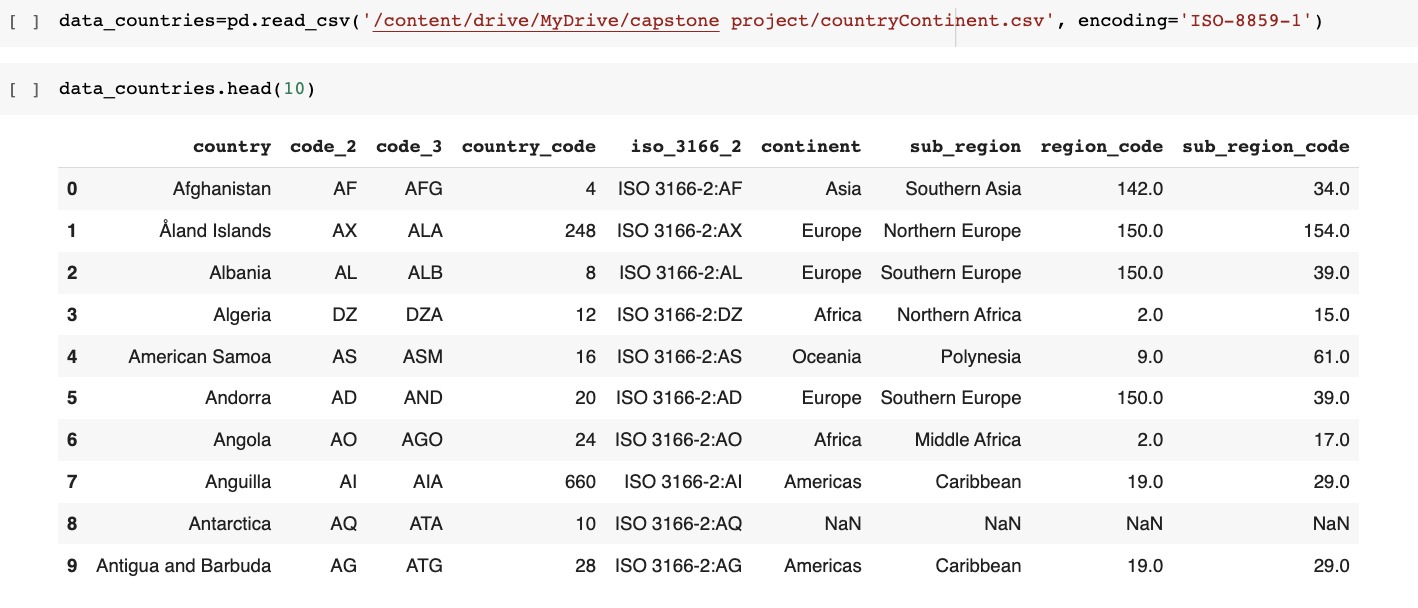 [ ] data_countries=pd.read_csv('/content/drive/MyDrive/capstone project/countryContinent.csv', encoding='ISO-8859-1')
[ ] data_countries.head(10)
country code_2 code_3 country_code iso_3166_2 continent sub_region region_code sub_region_code
0 Afghanistan AF AFG 4 ISO 3166-2:AF Asia Southern Asia 142.0 34.0
1 Åland Islands AX ALA 248 ISO 3166-2:AX Europe Northern Europe 150.0 154.0
2 Albania AL ALB 8 ISO 3166-2:AL Europe Southern Europe 150.0 39.0
3 Algeria DZ DZA 12 ISO 3166-2:DZ Africa Northern Africa 2.0 15.0
4 American Samoa AS ASM 16 ISO 3166-2:AS Oceania Polynesia 9.0 61.0
5 Andorra AD AND 20 ISO 3166-2:AD Europe Southern Europe 150.0 39.0
6 Angola AO AGO 24 ISO 3166-2:AO Africa Middle Africa 2.0 17.0
7 Anguilla AI AIA 660 ISO 3166-2:AI Americas Caribbean 19.0 29.0
8 Antarctica AQ ATA 10 ISO 3166-2:AQ NaN NaN NaN NaN
9 Antigua and Barbuda AG ATG 28 ISO 3166-2:AG Americas Caribbean 19.0 29.0